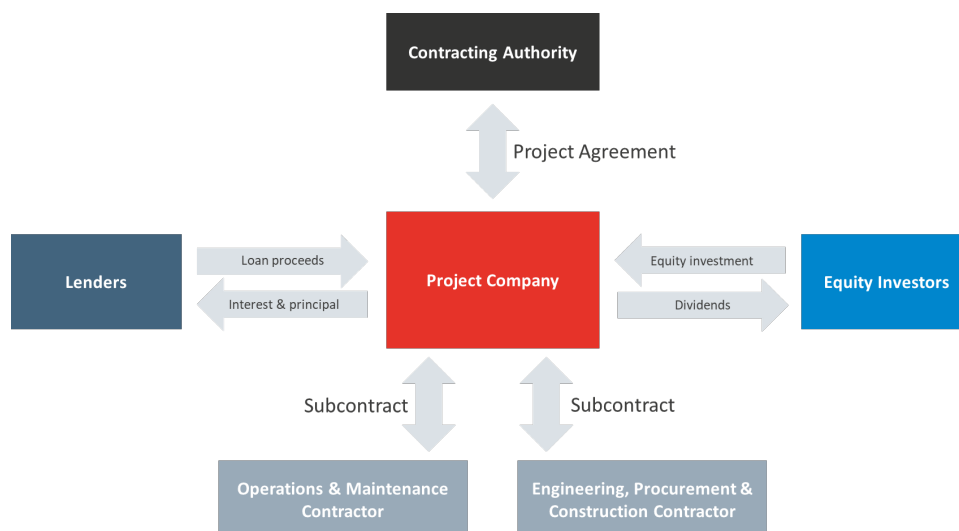 Contracting Authority
Project Agreement
Lenders
Loan proceeds
Interest & principal
Project Company
Equity investment
Dividends
Equity Investors
Subcontract
Subcontract
Operations & Maintenance
Contractor
Engineering, Procurement &
Construction Contractor